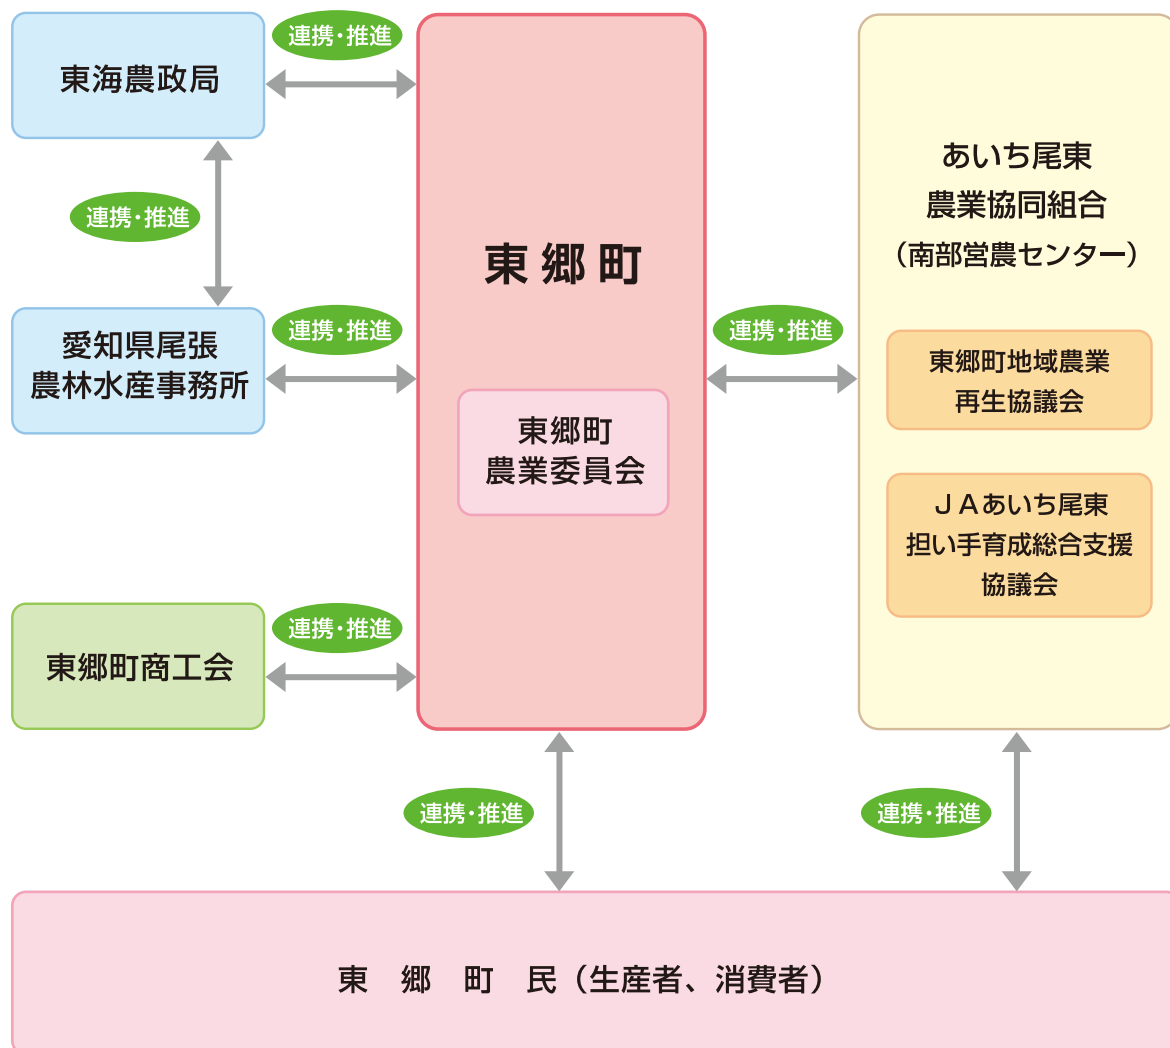 連携・推進
東海農政局
連携・推進
連携・推進
愛知県尾張
農林水産事務所
東郷町
東郷町
農業委員会
連携・推進
あいち尾東
農業協同組合
（南部営農センター）
東郷町地域農業
再生協議会
ＪＡあいち尾東
担い手育成総合支援
協議会
連携・推進
東郷町商工会
連携・推進
連携・推進
東　郷　町　民（生産者、消費者）